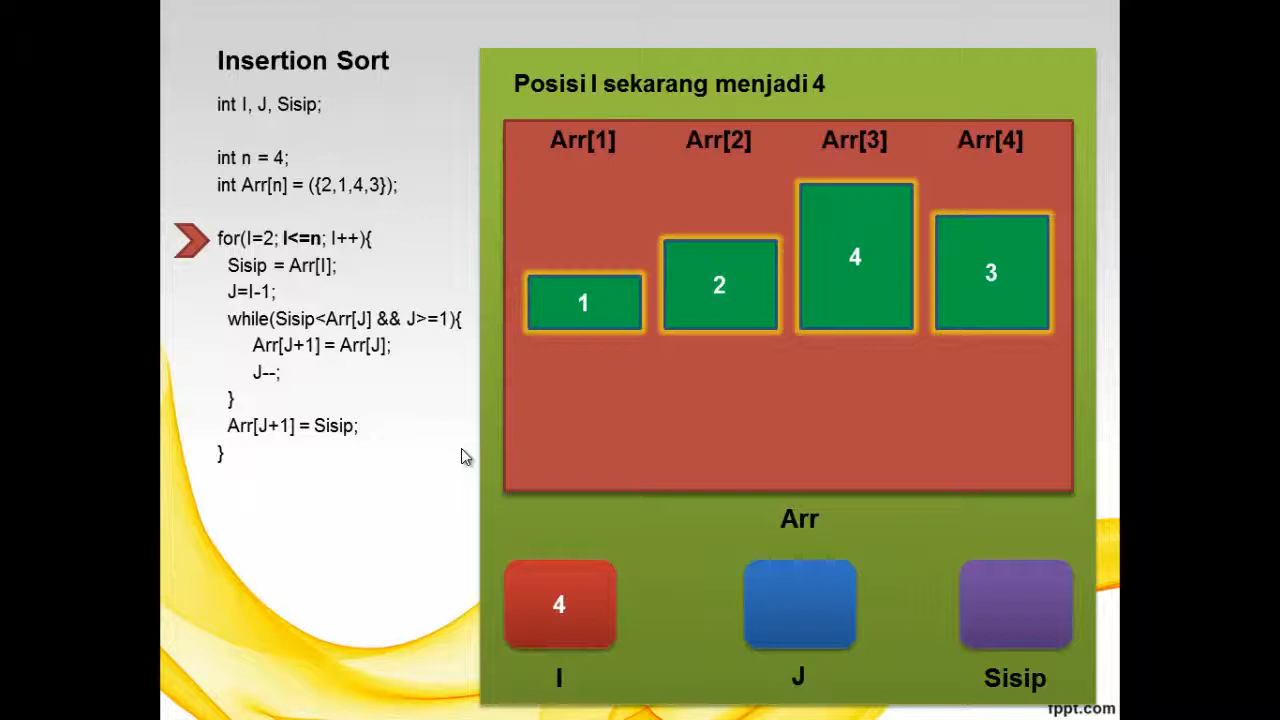 Insertion Sort
int I, J, Sisip;
int n = 4;
int Arr[n] = ({2,1,4,3});
for(I=2; I<=n; I++){
Sisip = Arr[I];
J=I-1;
while(Sisip<Arr[J] && J>=1){
Arr[J+1] = Arr[J];
J--;
}
Arr[J+1] = Sisip;
}
Posisi I sekarang menjadi 4
Arr[1] Arr[2] Arr[3] Arr[4]
1 2 4 3
Arr
4
I J Sisip
fppt.com